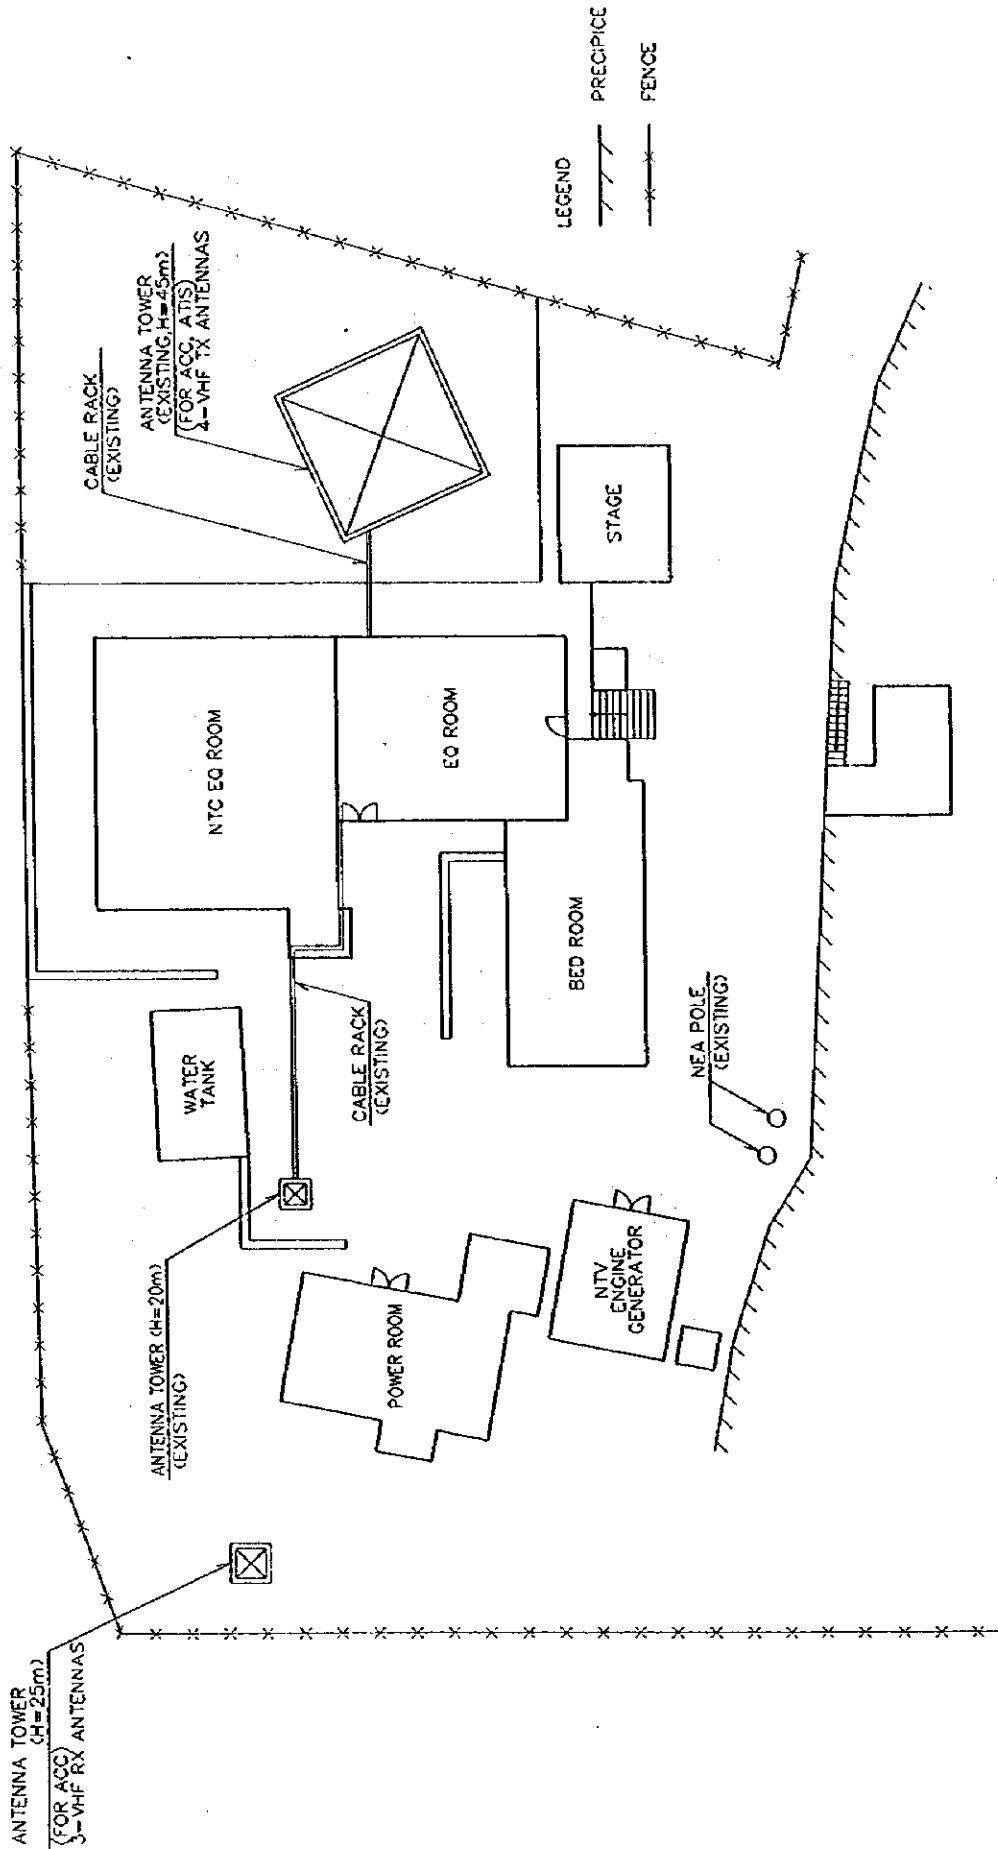 ANTENNA TOWER
(H=25m)
(FOR ACC)
3-VHF RX ANTENNAS
ANTENNA TOWER (H=20m)
(EXISTING)
WATER
TANK
CABLE RACK
(EXISTING)
NTC EQ ROOM
CABLE RACK
(EXISTING)
ANTENNA TOWER
(EXISTING,H=45m)
(FOR ACC, ATIS)
4-VHF TX ANTENNAS
POWER ROOM
NTV
ENGINE
GENERATOR
BED ROOM
EQ ROOM
STAGE
NEA POLE
(EXISTING)
LEGEND
PRECIPICE
FENCE